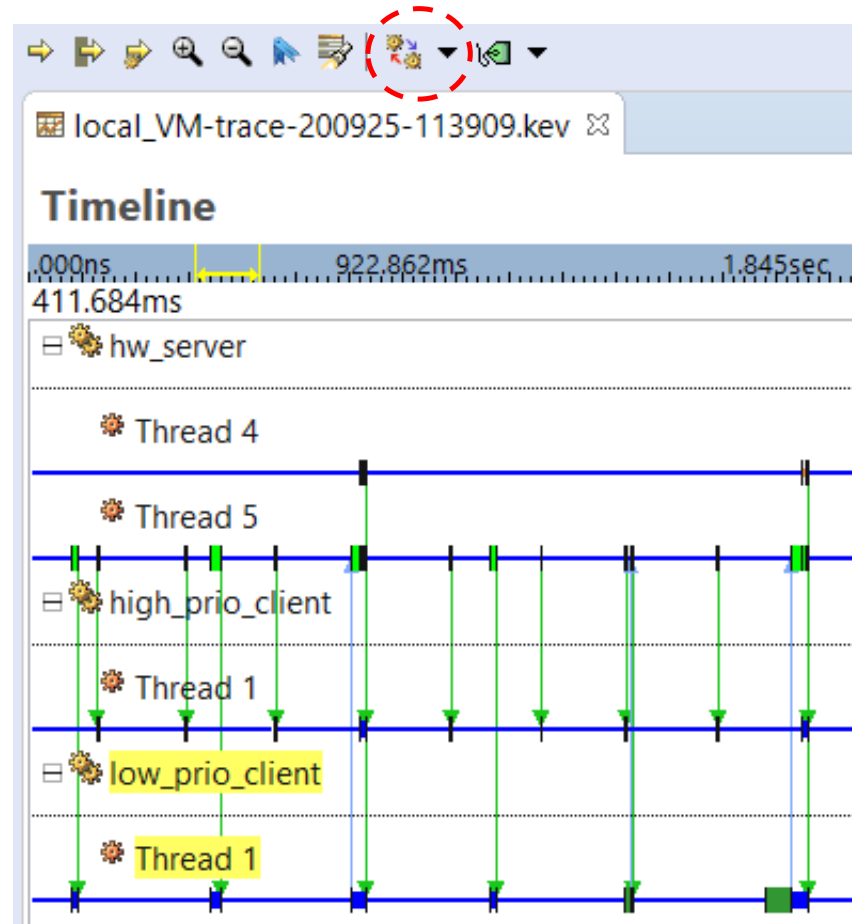 local_VM-trace-200925-113909.kev
Timeline
.000ns 922.862ms 1.845sec
411.684ms
hw_server
Thread 4
Thread 5
high_prio_client
Thread 1
low_prio_client
Thread 1